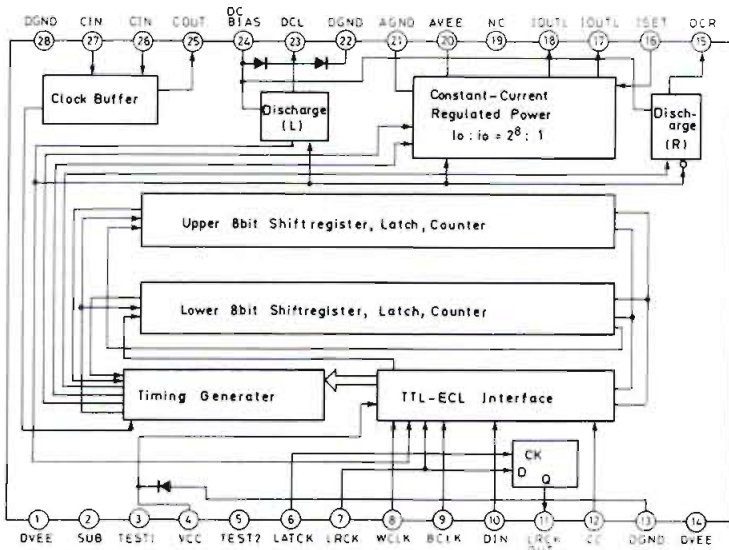 DGND CIN CIN COUT DC BIAS DCL DGND AGND AVEE NC IOUTL IOUTL ISET DCR
28 27 26 25 24 23 22 21 20 19 18 17 16 15
Clock Buffer
Discharge
(L)
Constant-Current
Regulated Power
Io : io = 2⁸ : 1
Disch-
arge
(R)
Upper 8bit Shiftregister, Latch, Counter
Lower 8bit Shiftregister, Latch, Counter
Timing Generater
TTL-ECL Interface
CK
D Q
1 2 3 4 5 6 7 8 9 10 11 12 13 14
DVEE SUB TEST1 VCC TEST2 LATCK LRCK WCLK BCLK DIN LRCK OUT CC DGND DVEE